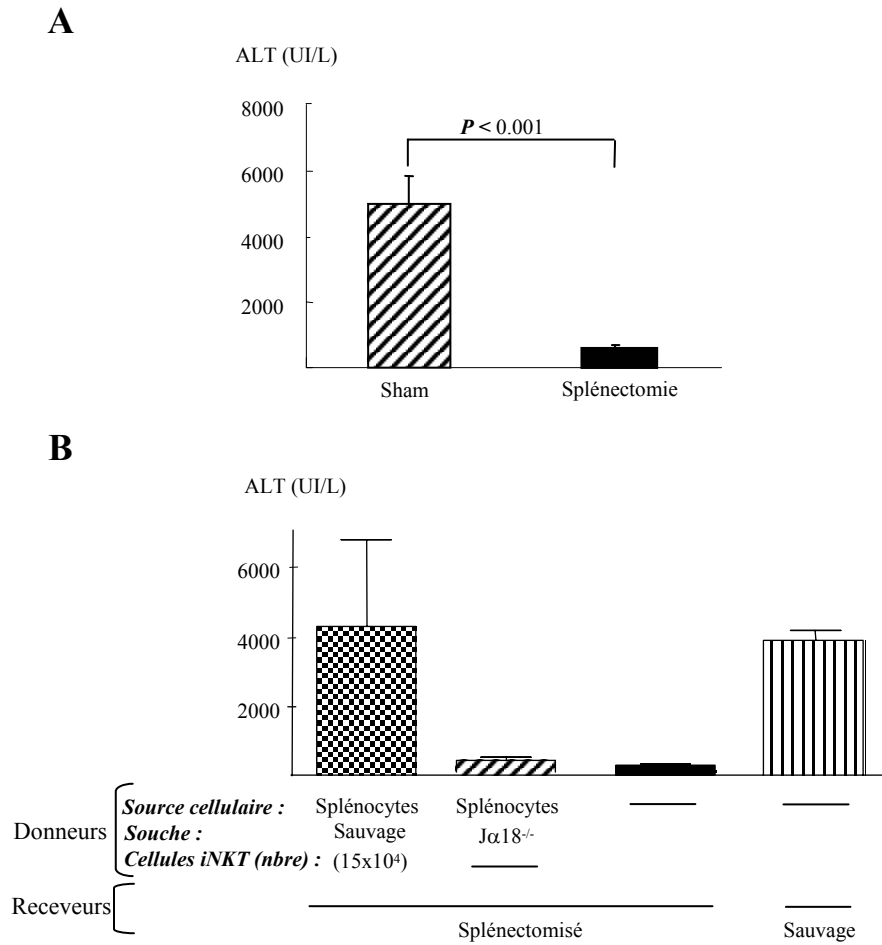 A
ALT (UI/L)
8000
P < 0.001
6000
4000
2000
Sham Splénectomie
B
ALT (UI/L)
6000
4000
2000
Source cellulaire : Splénocytes Splénocytes
Donneurs Souche : Sauvage Jα18-/-
Cellules iNKT (nbre) : (15x10⁴)
Receveurs
Splénectomisé Sauvage